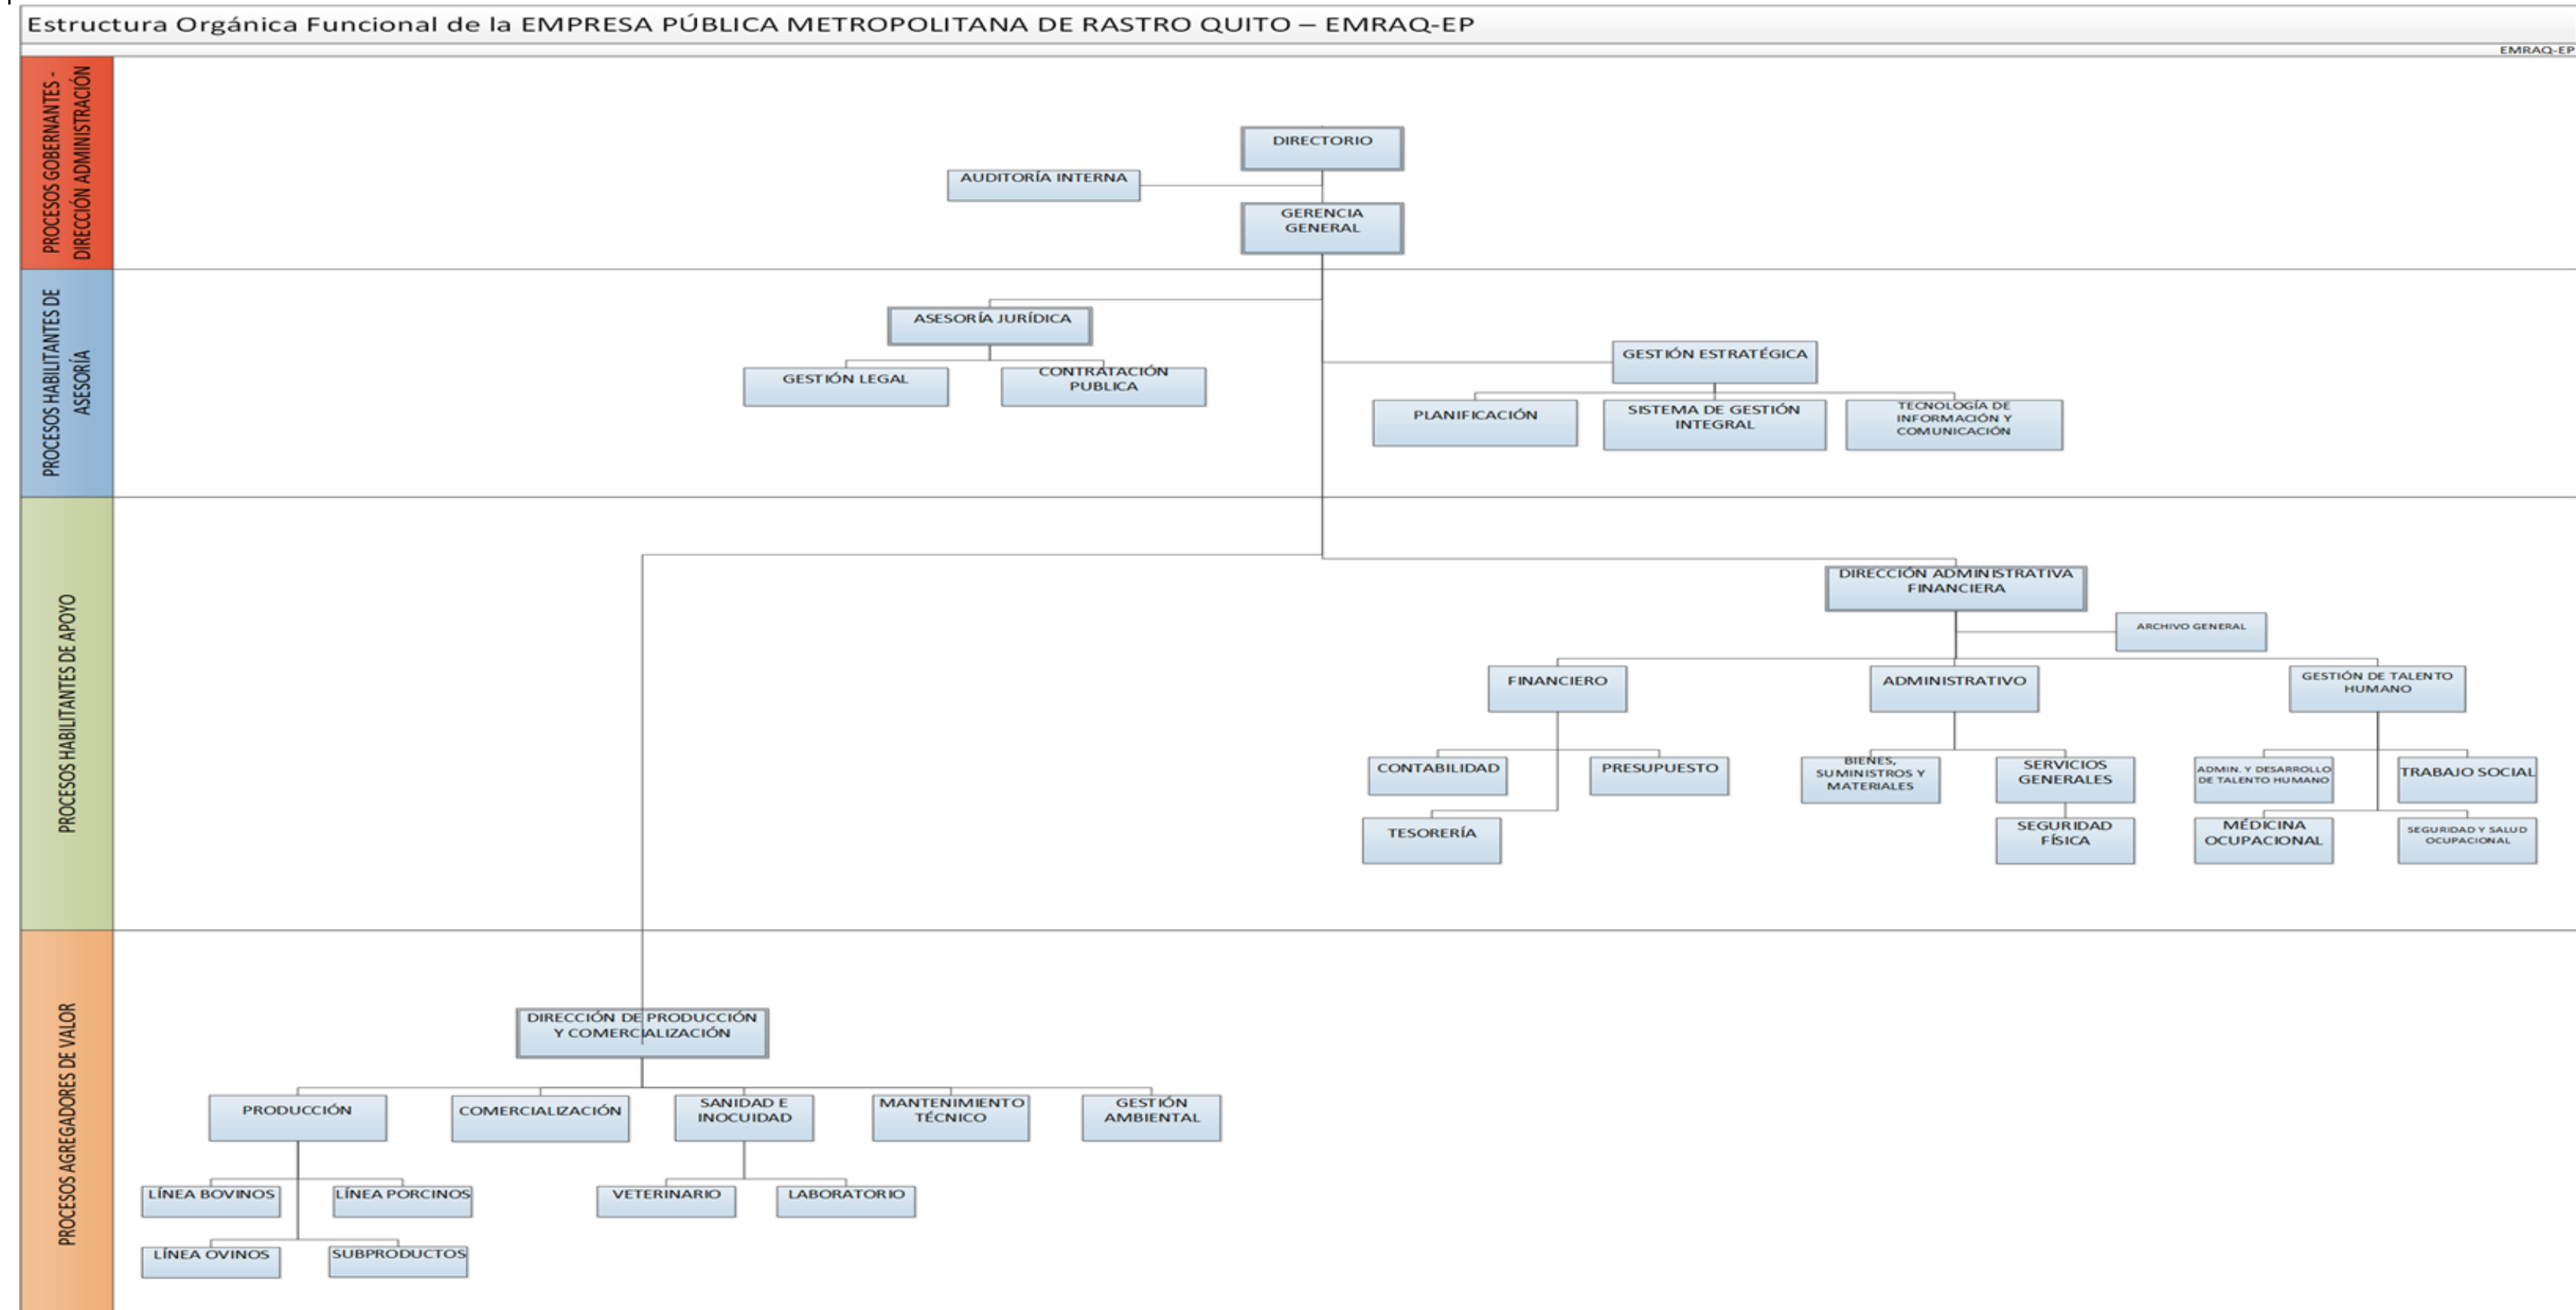 Estructura Orgánica Funcional de la EMPRESA PÚBLICA METROPOLITANA DE RASTRO QUITO – EMRAQ-EP
EMRAQ-EP
PROCESOS GOBERNANTES -
DIRECCIÓN ADMINISTRACIÓN
DIRECTORIO
AUDITORÍA INTERNA
GERENCIA
GENERAL
PROCESOS HABILITANTES DE
ASESORÍA
ASESORÍA JURÍDICA
GESTIÓN LEGAL
CONTRATACIÓN
PUBLICA
GESTIÓN ESTRATÉGICA
PLANIFICACIÓN
SISTEMA DE GESTIÓN
INTEGRAL
TECNOLOGÍA DE
INFORMACIÓN Y
COMUNICACIÓN
PROCESOS HABILITANTES DE APOYO
DIRECCIÓN ADMINISTRATIVA
FINANCIERA
ARCHIVO GENERAL
FINANCIERO
ADMINISTRATIVO
GESTIÓN DE TALENTO
HUMANO
CONTABILIDAD
PRESUPUESTO
BIENES,
SUMINISTROS Y
MATERIALES
SERVICIOS
GENERALES
ADMIN. Y DESARROLLO
DE TALENTO HUMANO
TRABAJO SOCIAL
TESORERÍA
SEGURIDAD
FÍSICA
MÉDICINA
OCUPACIONAL
SEGURIDAD Y SALUD
OCUPACIONAL
PROCESOS AGREGADORES DE VALOR
DIRECCIÓN DE PRODUCCIÓN
Y COMERCIALIZACIÓN
PRODUCCIÓN
COMERCIALIZACIÓN
SANIDAD E
INOCUIDAD
MANTENIMIENTO
TÉCNICO
GESTIÓN
AMBIENTAL
LÍNEA BOVINOS
LÍNEA PORCINOS
VETERINARIO
LABORATORIO
LÍNEA OVINOS
SUBPRODUCTOS